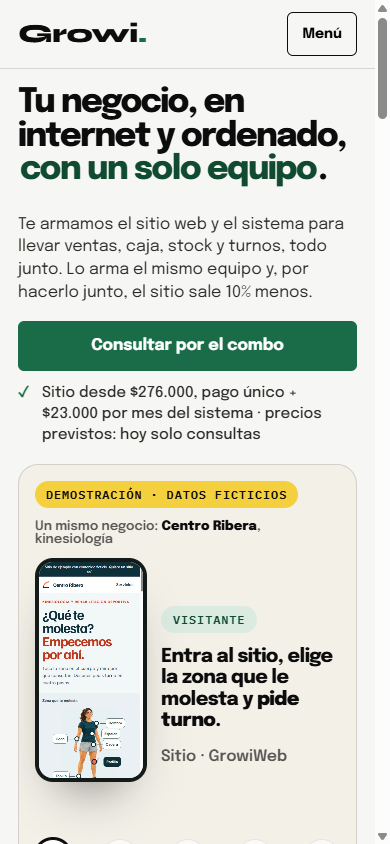 Growi.
Menú
Tu negocio, en
internet y ordenado,
con un solo equipo.
Te armamos el sitio web y el sistema para
llevar ventas, caja, stock y turnos, todo
junto. Lo arma el mismo equipo y, por
hacerlo junto, el sitio sale 10% menos.
Consultar por el combo
✓ Sitio desde $276.000, pago único +
$23.000 por mes del sistema · precios
previstos: hoy solo consultas
DEMOSTRACIÓN · DATOS FICTICIOS
Un mismo negocio: Centro Ribera,
kinesiología
Centro Ribera
¿Qué te
molesta?
Empecemos
por ahí.
VISITANTE
Entra al sitio, elige
la zona que le
molesta y pide
turno.
Sitio · GrowiWeb